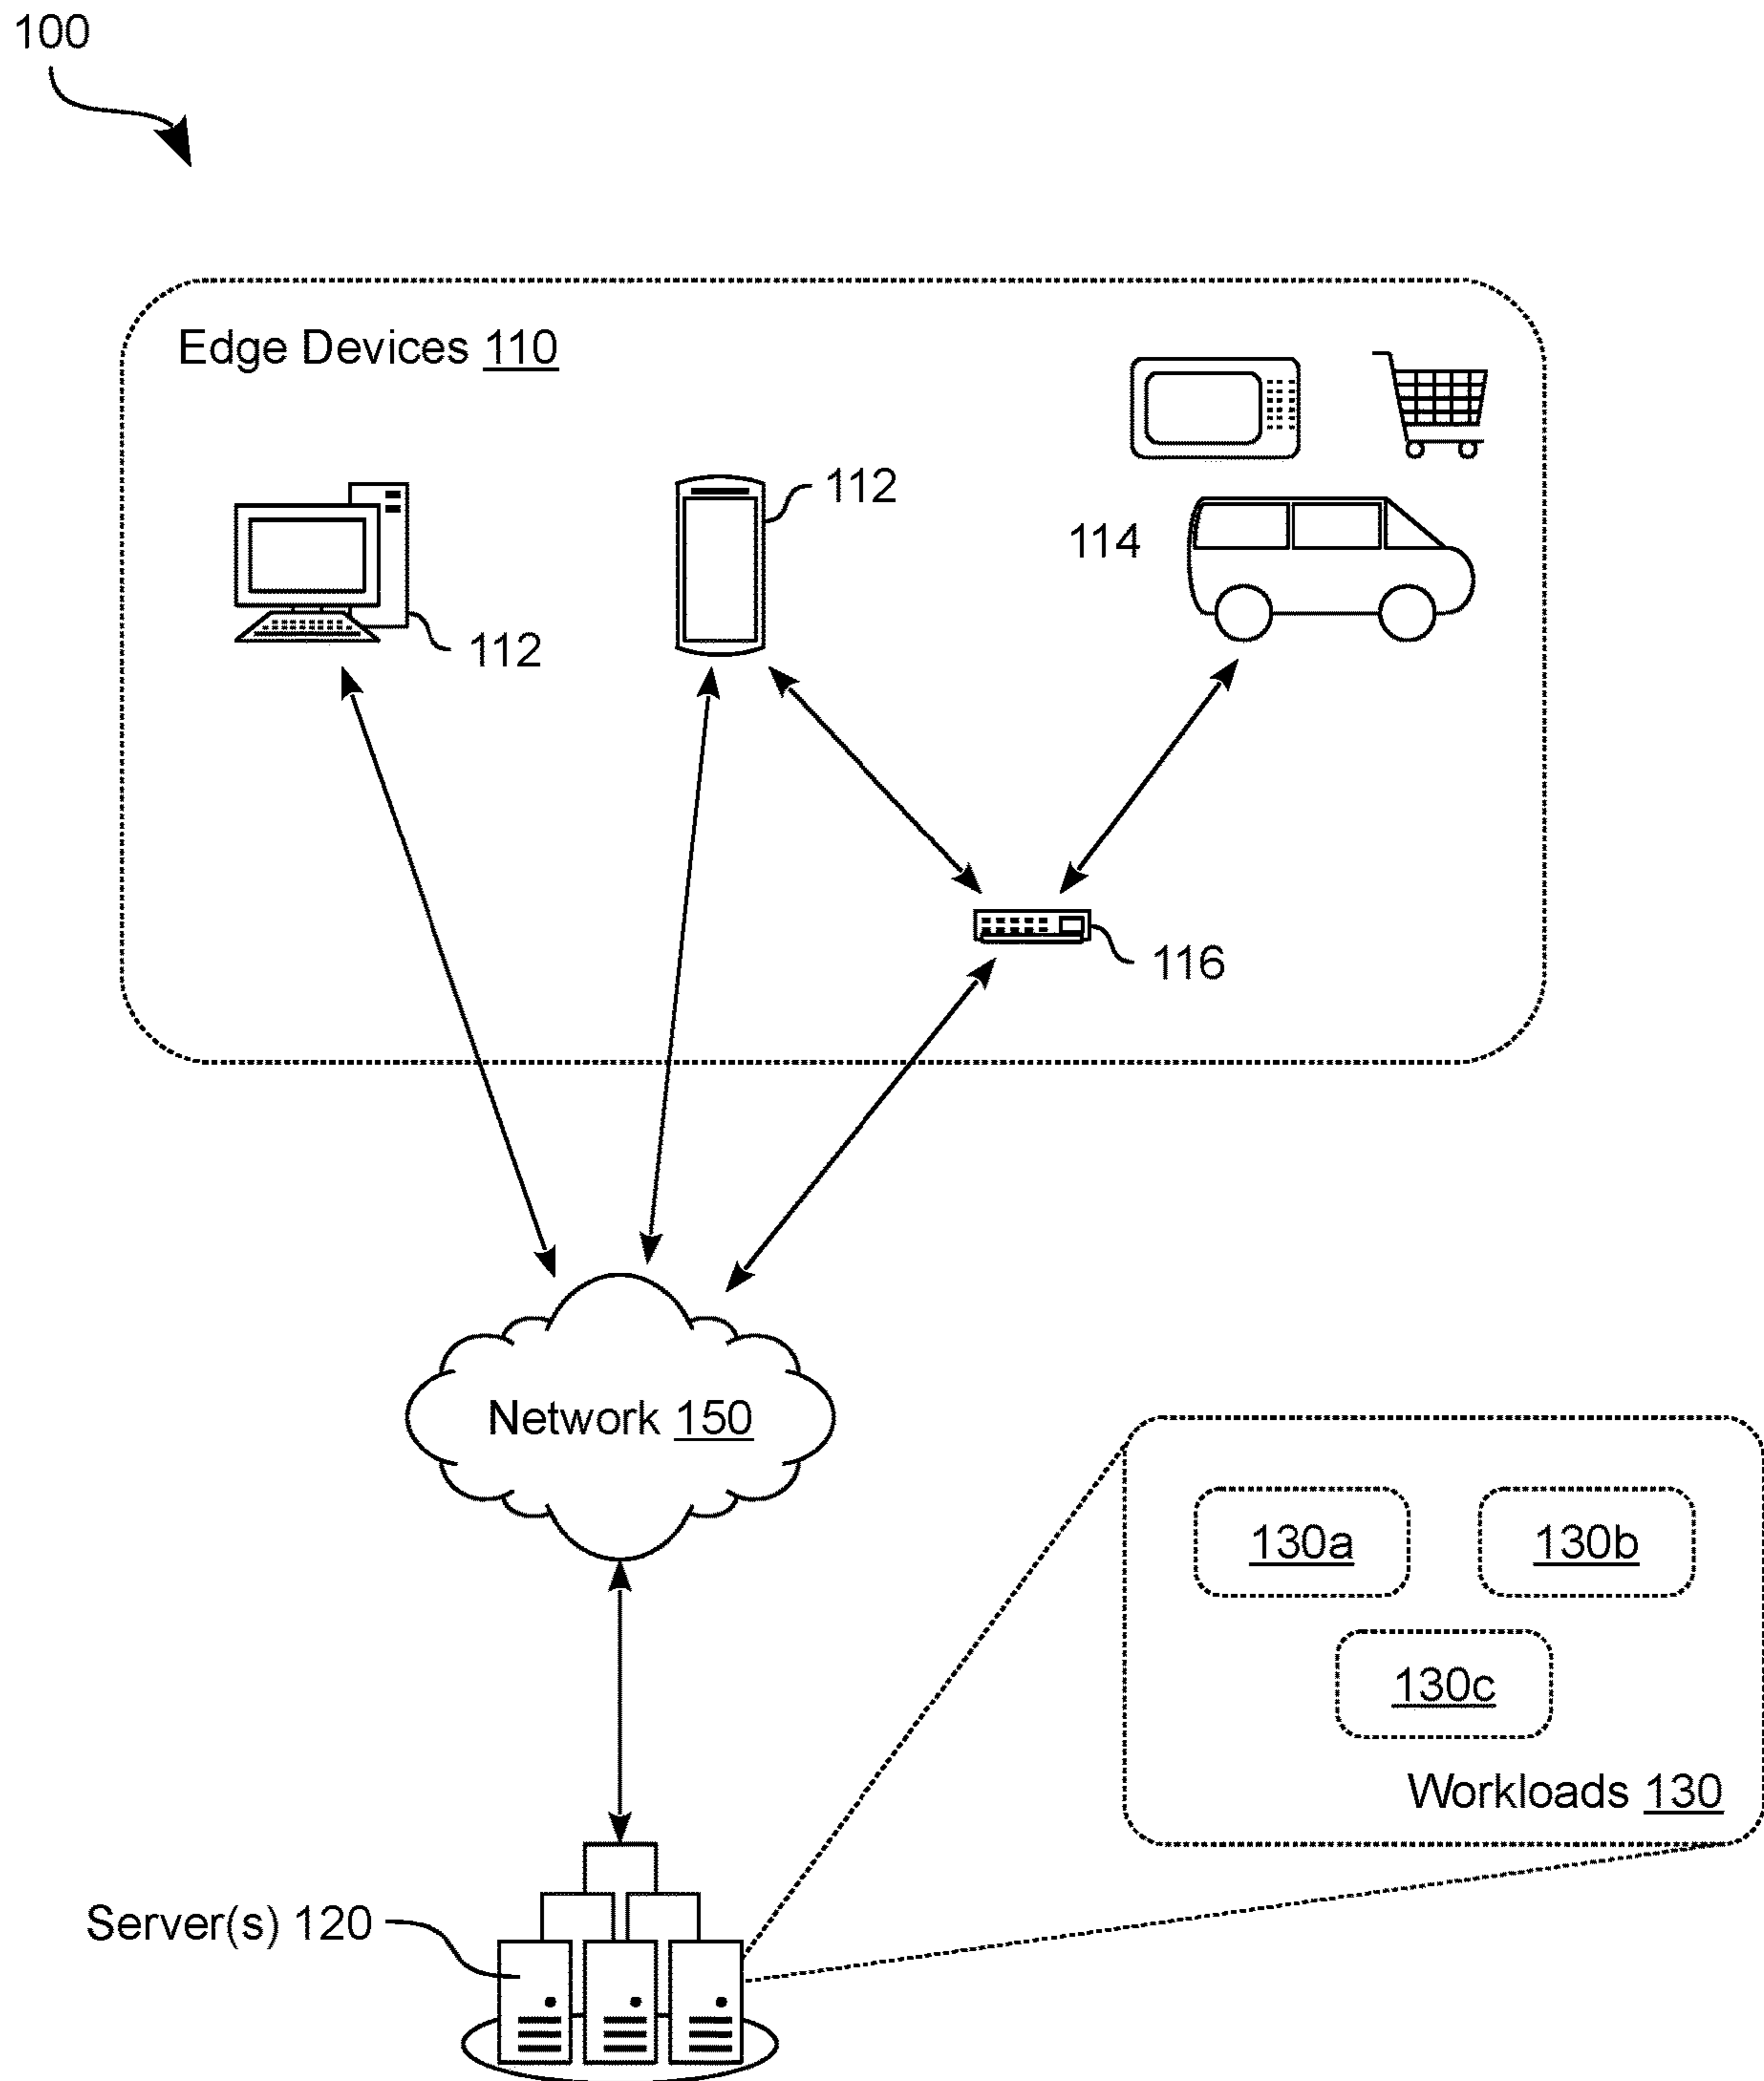 100
Edge Devices 110
112
114
112
116
Network 150
130a
130b
130c
Workloads 130
Server(s) 120